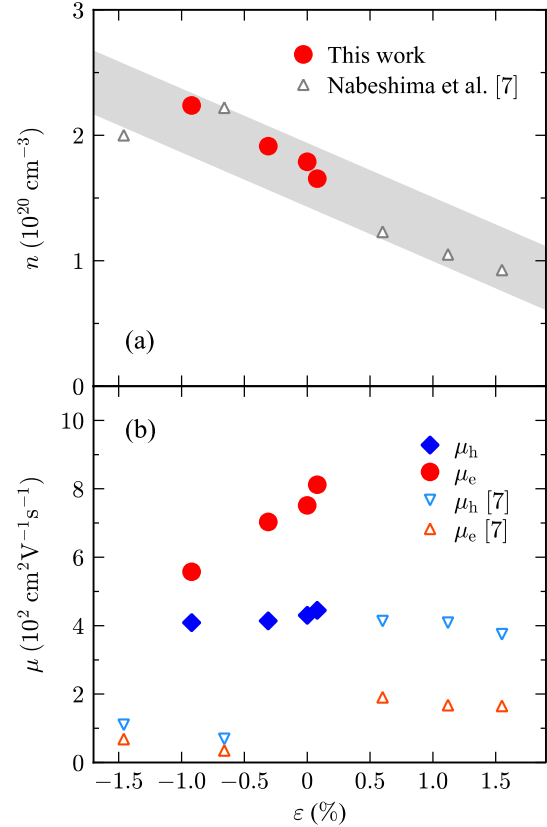 3
This work
Nabeshima et al. [7]
2
n (10²⁰ cm⁻³)
1
(a)
0
10
(b)
μₕ
μₑ
8
μₕ [7]
μₑ [7]
6
μ (10² cm²V⁻¹s⁻¹)
4
2
0
−1.5 −1.0 −0.5 0 0.5 1.0 1.5
ε (%)